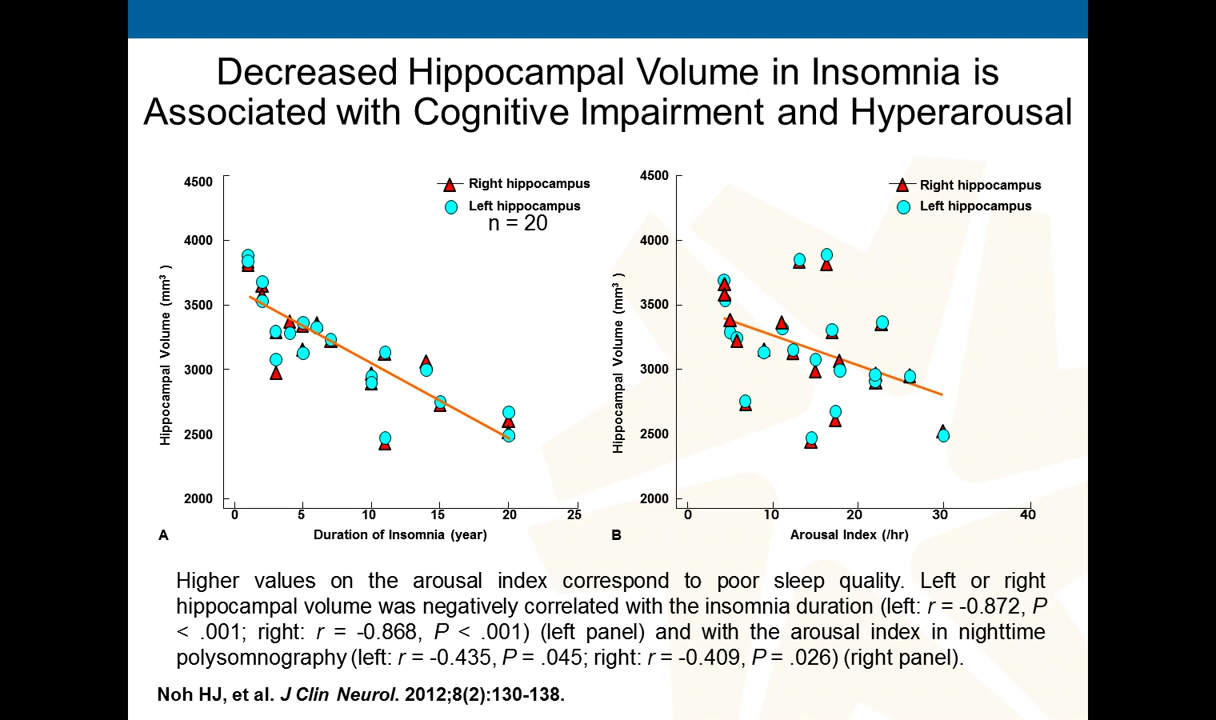 Decreased Hippocampal Volume in Insomnia is
Associated with Cognitive Impairment and Hyperarousal
4500
4000
3500
3000
2500
2000
Hippocampal Volume (mm³ )
Right hippocampus
Left hippocampus
n = 20
0 5 10 15 20 25
A
Duration of Insomnia (year)
4500
4000
3500
3000
2500
2000
Hippocampal Volume (mm³ )
Right hippocampus
Left hippocampus
0 10 20 30 40
B
Arousal Index (/hr)
Higher values on the arousal index correspond to poor sleep quality. Left or right
hippocampal volume was negatively correlated with the insomnia duration (left: r = -0.872, P
< .001; right: r = -0.868, P < .001) (left panel) and with the arousal index in nighttime
polysomnography (left: r = -0.435, P = .045; right: r = -0.409, P = .026) (right panel).
Noh HJ, et al. J Clin Neurol. 2012;8(2):130-138.